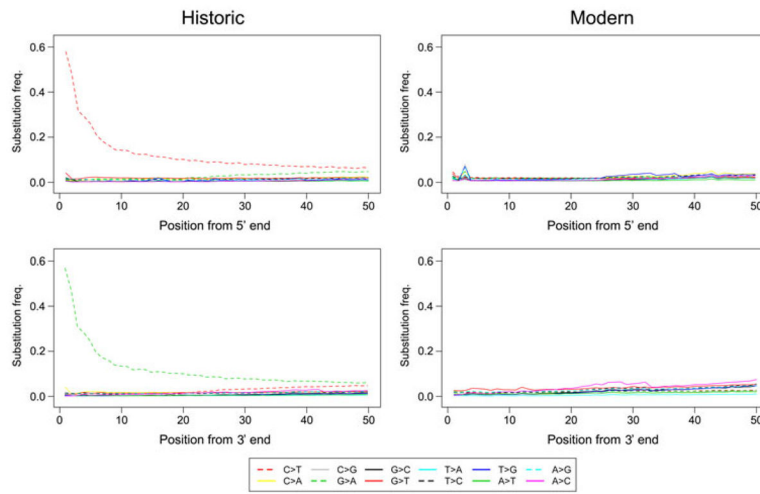 Historic
Modern
Substitution freq.
0.6
0.4
0.2
0.0
0 10 20 30 40 50
Position from 5' end
Substitution freq.
0.6
0.4
0.2
0.0
0 10 20 30 40 50
Position from 5' end
Substitution freq.
0.6
0.4
0.2
0.0
0 10 20 30 40 50
Position from 3' end
Substitution freq.
0.6
0.4
0.2
0.0
0 10 20 30 40 50
Position from 3' end
C>T C>G G>C T>A T>G A>G
C>A G>A G>T T>C A>T A>C